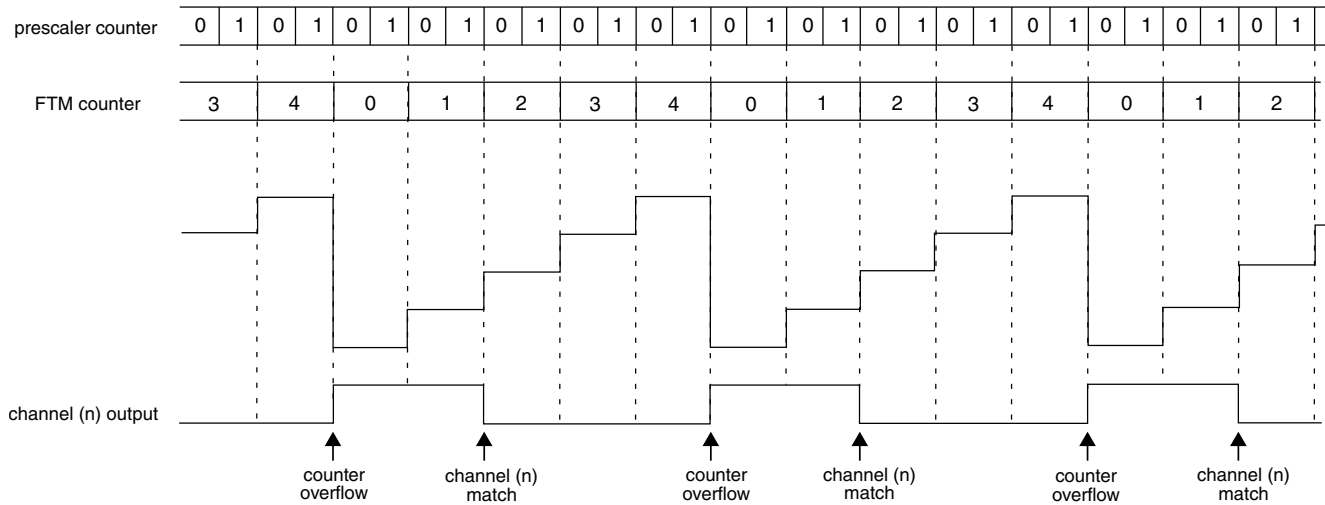 prescaler counter 0 1 0 1 0 1 0 1 0 1 0 1 0 1 0 1 0 1 0 1 0 1 0 1 0 1 0 1 0 1
FTM counter 3 4 0 1 2 3 4 0 1 2 3 4 0 1 2
channel (n) output
counter overflow channel (n) match counter overflow channel (n) match counter overflow channel (n) match